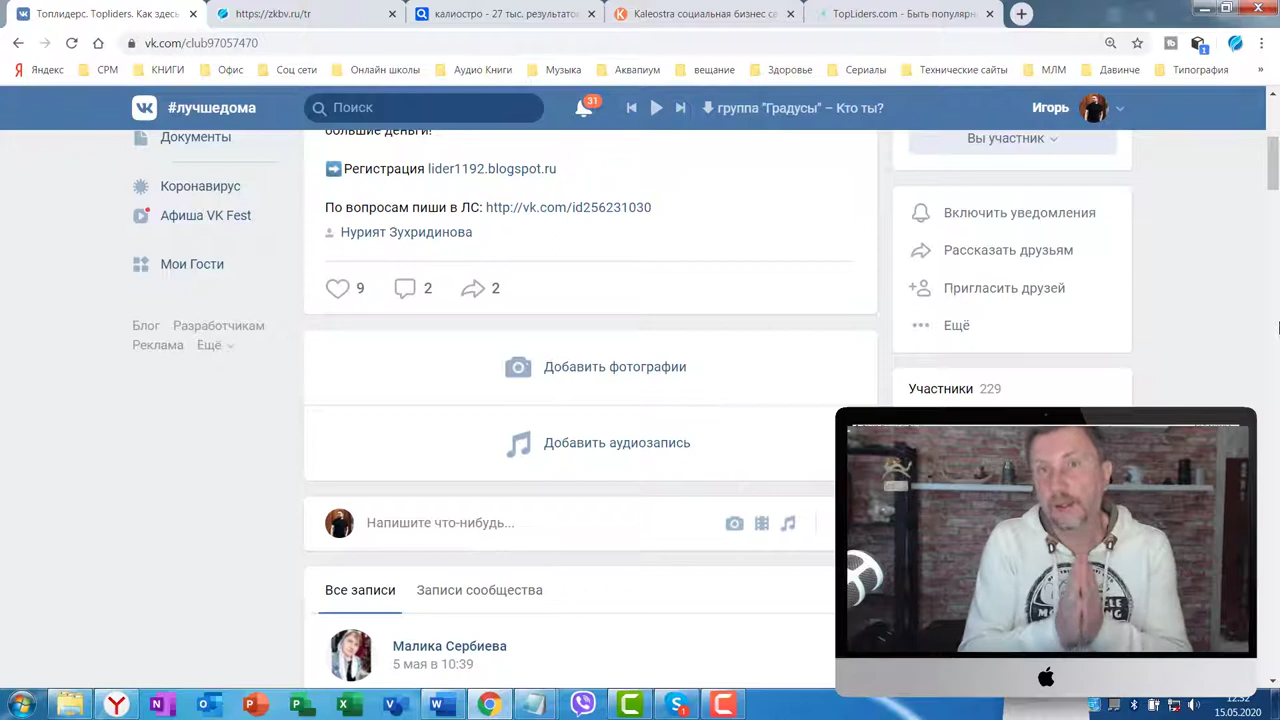 Топлидерс. Topliders. Как здесь
https://zkbv.ru/tr
калиостро - 27 тыс. результатов
Kaleostra социальная бизнес се
TopLiders.com - Быть популярн
vk.com/club97057470
1
Яндекс
СРМ
КНИГИ
Офис
Соц сети
Онлайн школы
Аудио Книги
Музыка
Аквапиум
вещание
Здоровье
Сериалы
Технические сайты
МЛМ
Давинче
Типография
»
#лучшедома
Поиск
31
группа "Градусы" – Кто ты?
Игорь
Документы
Коронавирус
Афиша VK Fest
Мои Гости
Блог Разработчикам
Реклама Ещё
большие деньги!
Регистрация lider1192.blogspot.ru
По вопросам пиши в ЛС: http://vk.com/id256231030
Нурият Зухридинова
9 2 2
Добавить фотографии
Добавить аудиозапись
Напишите что-нибудь...
Все записи Записи сообщества
Малика Сербиева
5 мая в 10:39
Вы участник
Включить уведомления
Рассказать друзьям
Пригласить друзей
Ещё
Участники 229
12:52
15.05.2020